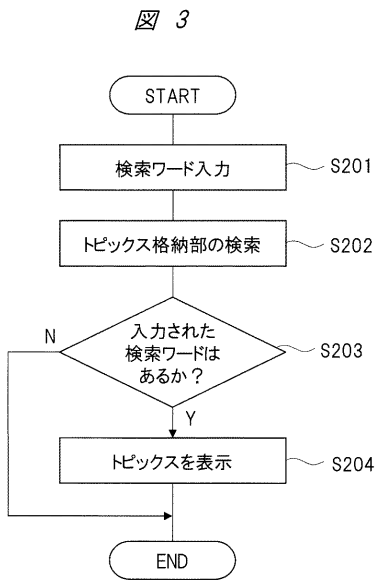 図 3
START
検索ワード入力
S201
トピックス格納部の検索
S202
入力された
検索ワードは
あるか?
S203
N
Y
トピックスを表示
S204
END